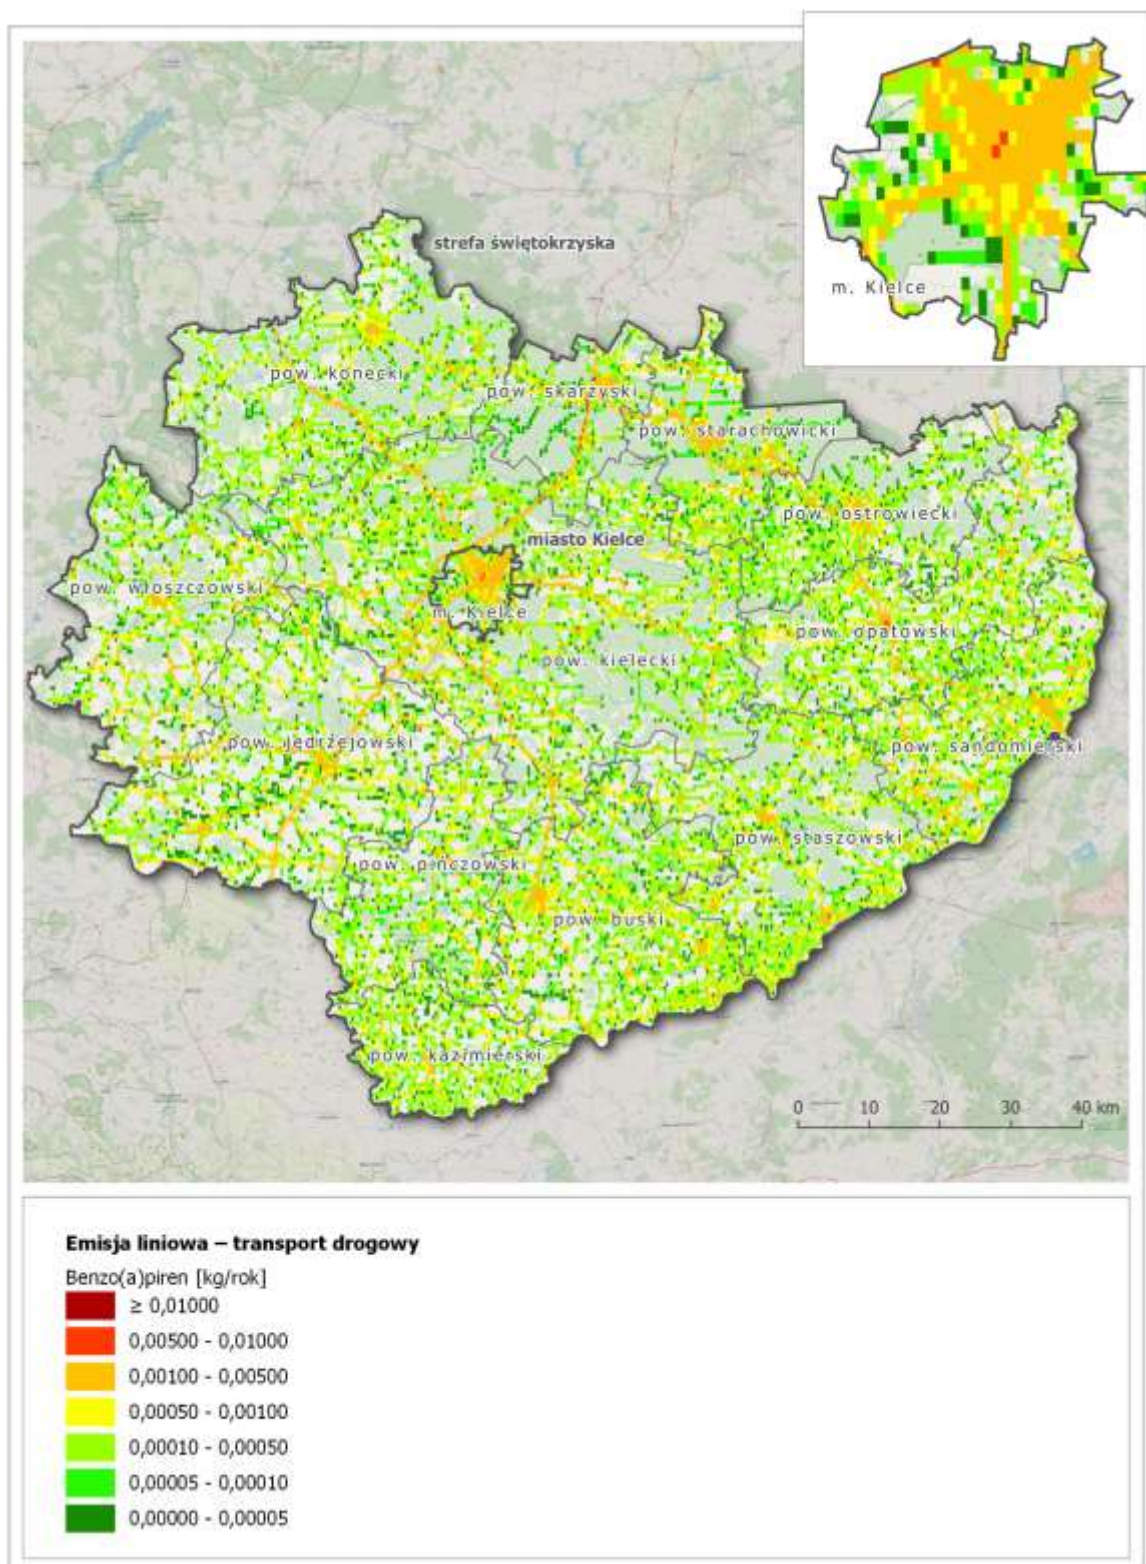 strefa świętokrzyska
m. Kielce
pow. konecki
pow. skarżyski
pow. starachowicki
pow. ostrowiecki
miasto Kielce
pow. włoszczowski
m. Kielce
pow. opatowski
pow. kielecki
pow. jędrzejowski
pow. sandomierski
pow. staszowski
pow. pińczowski
pow. buski
pow. kazimierski
0 10 20 30 40 km
Emisja liniowa – transport drogowy
Benzo(a)piren [kg/rok]
≥ 0,01000
0,00500 - 0,01000
0,00100 - 0,00500
0,00050 - 0,00100
0,00010 - 0,00050
0,00005 - 0,00010
0,00000 - 0,00005